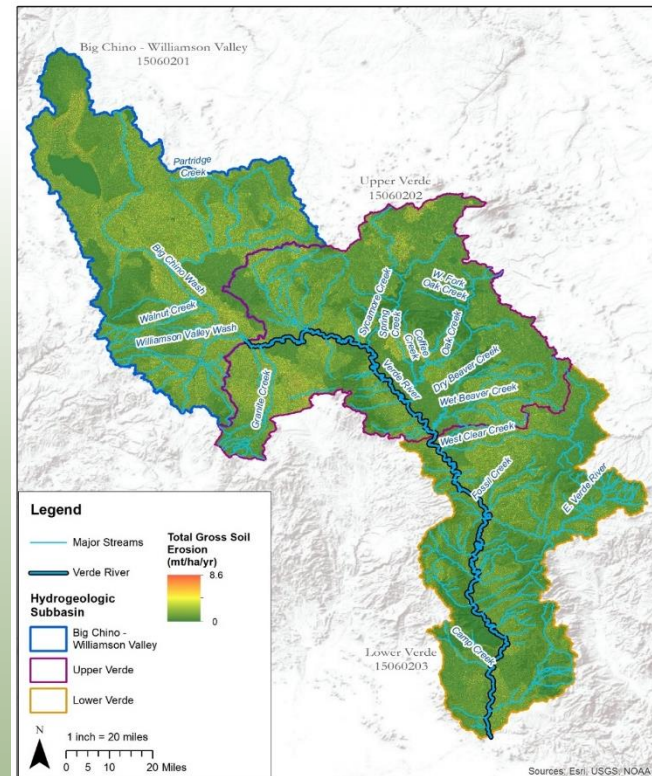 Big Chino - Williamson Valley
15060201
Partridge
Creek
Upper Verde
15060202
Big Chino Wash
Walnut Creek
Williamson Valley Wash
Granite Creek
Sycamore Creek
Spring
Creek
Coffee
Creek
W. Fork
Oak Creek
Oak Creek
Dry Beaver Creek
Wet Beaver Creek
Verde River
West Clear Creek
Fossil Creek
E. Verde River
Camp Creek
Lower Verde
15060203
Legend
Major Streams
Verde River
Total Gross Soil
Erosion
(mt/ha/yr)
8.6
0
Hydrogeologic
Subbasin
Big Chino -
Williamson Valley
Upper Verde
Lower Verde
N
1 inch = 20 miles
0 5 10 20 Miles
Sources: Esri, USGS, NOAA